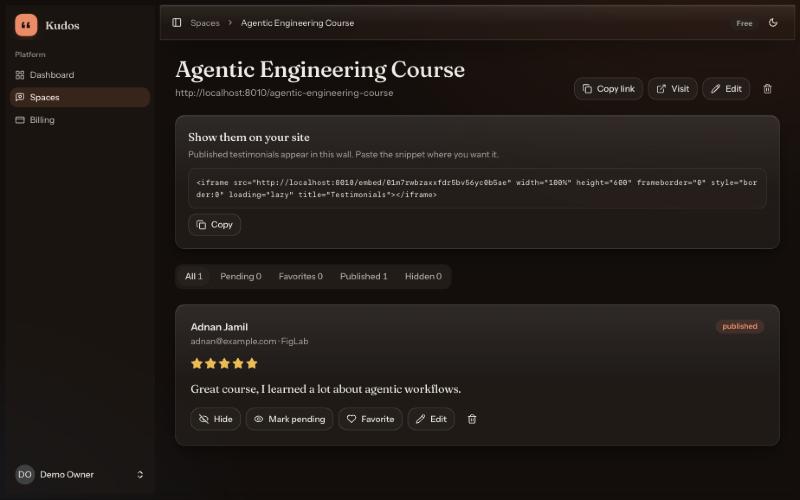 Kudos
Platform
Dashboard
Spaces
Billing
DO Demo Owner
Spaces > Agentic Engineering Course
Free
Agentic Engineering Course
http://localhost:8010/agentic-engineering-course
Copy link
Visit
Edit
Show them on your site
Published testimonials appear in this wall. Paste the snippet where you want it.
<iframe src="http://localhost:8010/embed/01m7rwbzaxxfdr5bv56yc0b5ae" width="100%" height="600" frameborder="0" style="bor
der:0" loading="lazy" title="Testimonials"></iframe>
Copy
All 1 Pending 0 Favorites 0 Published 1 Hidden 0
Adnan Jamil
published
adnan@example.com · FigLab
Great course, I learned a lot about agentic workflows.
Hide
Mark pending
Favorite
Edit